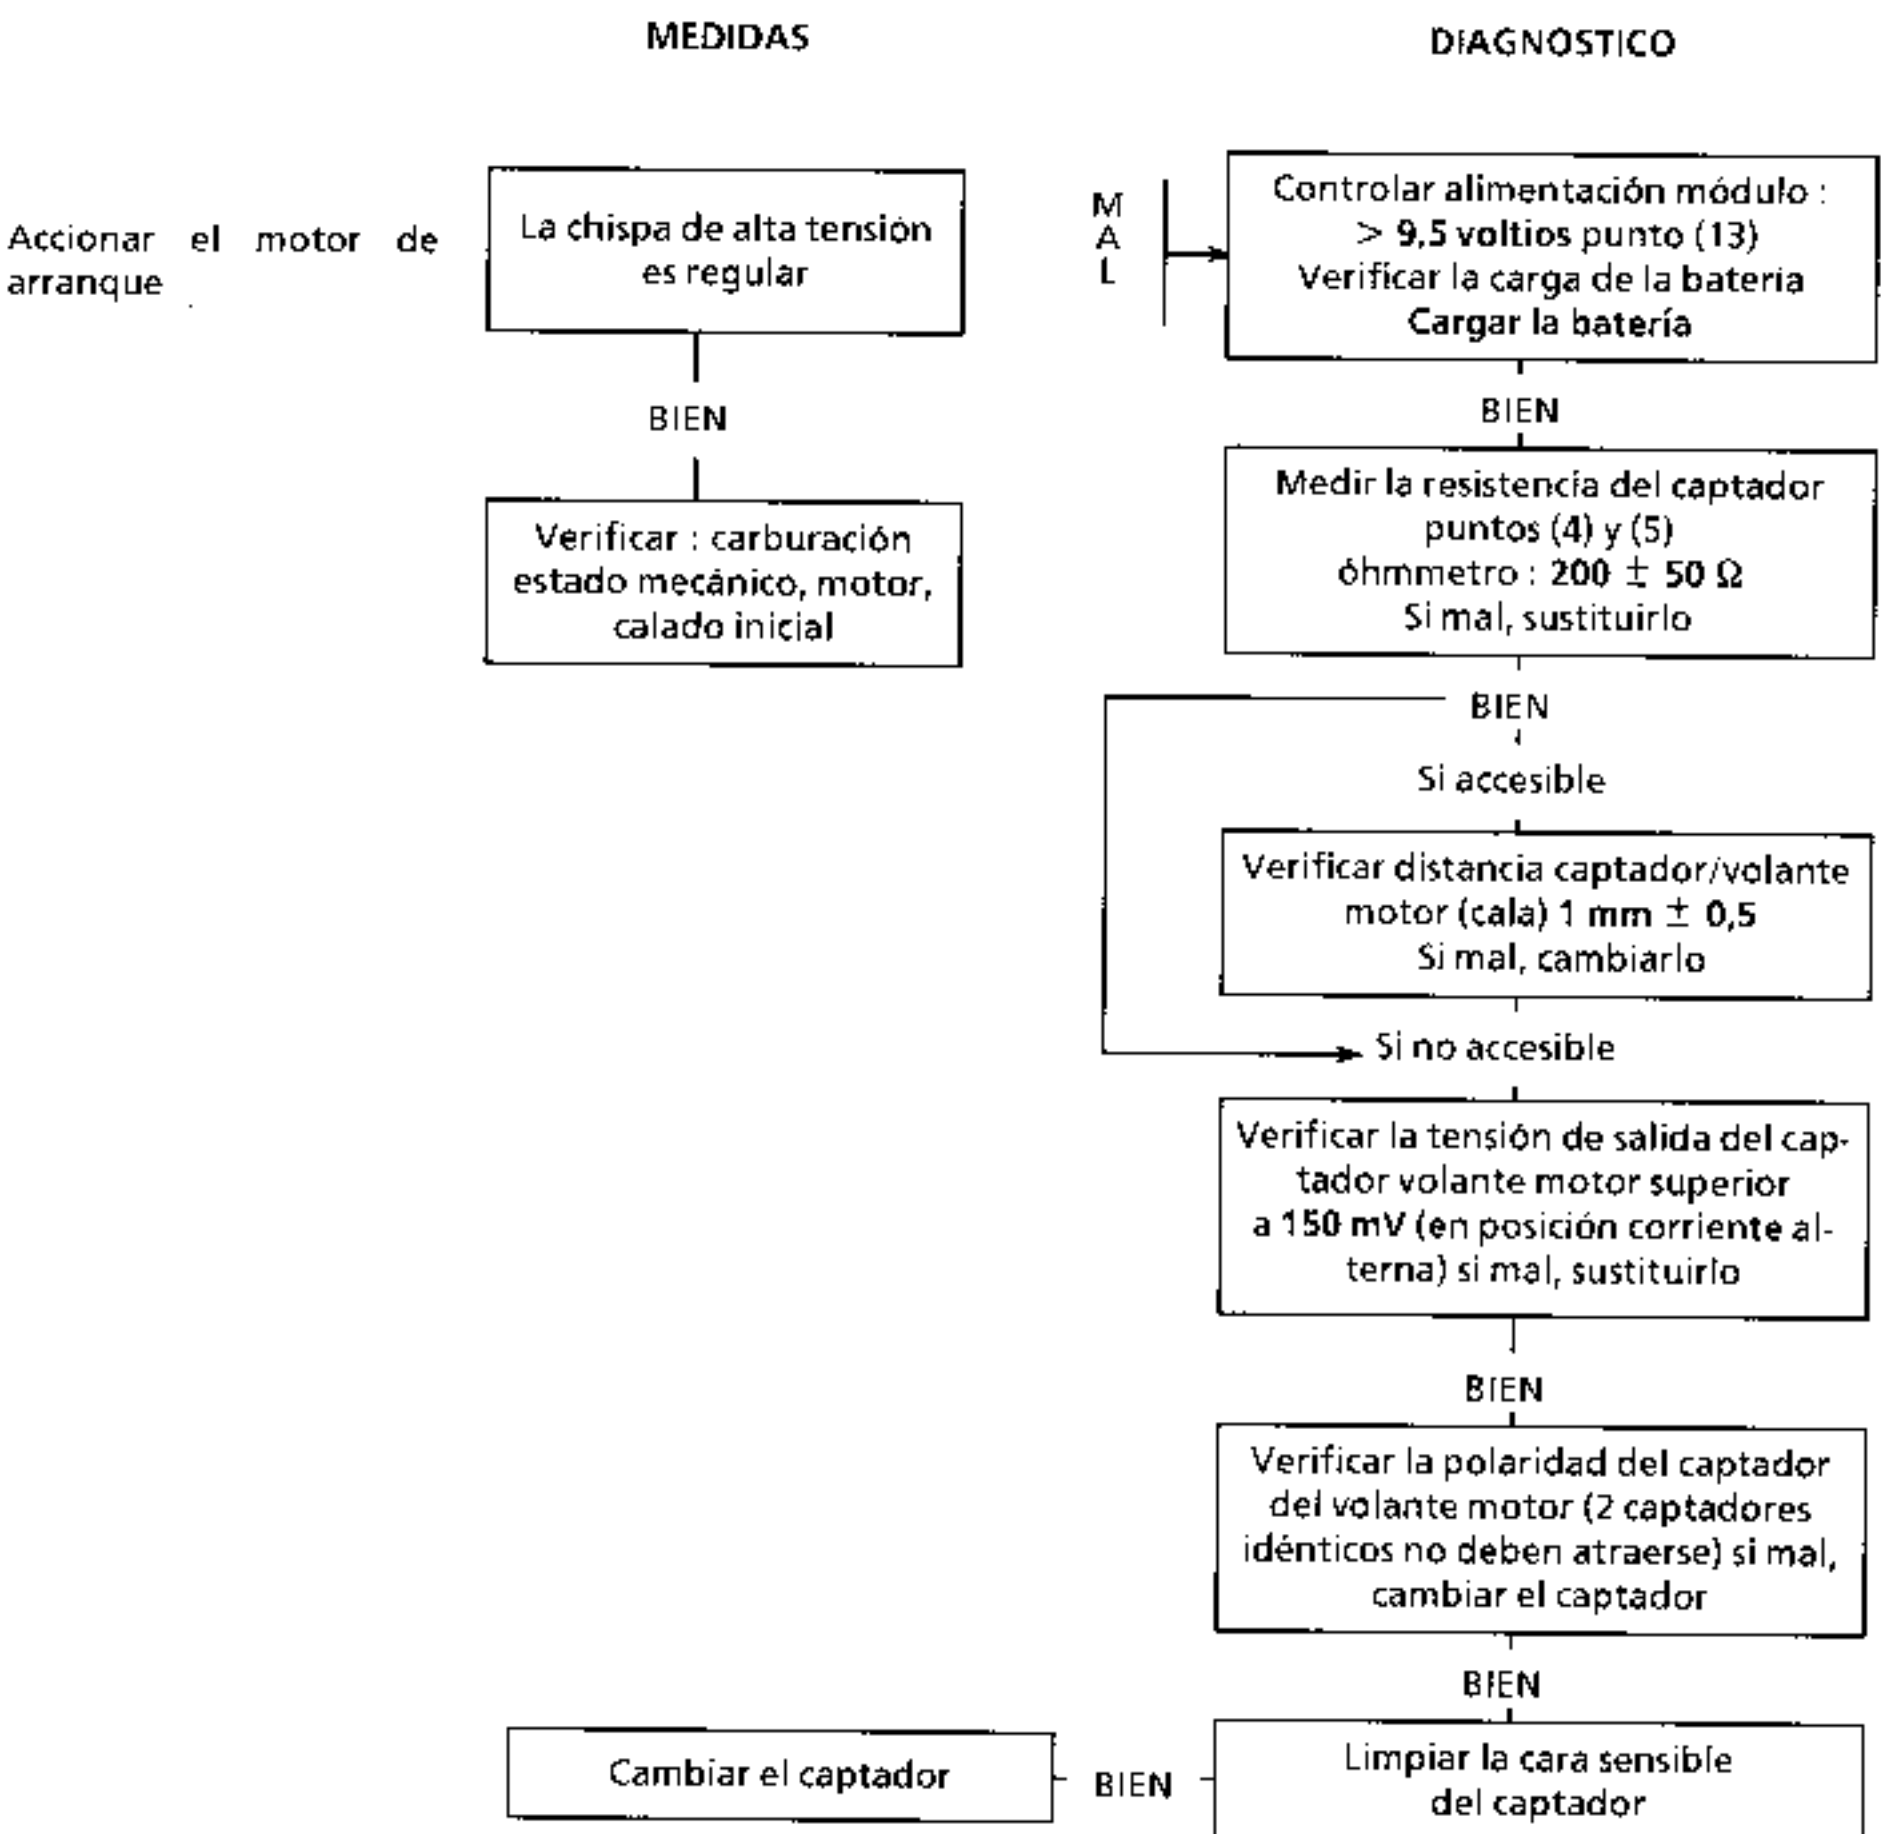 MEDIDAS
DIAGNOSTICO
Accionar el motor de
arranque
La chispa de alta tensión
es regular
BIEN
Verificar : carburación
estado mecánico, motor,
calado inicial
M
A
L
Controlar alimentación módulo :
> 9,5 voltios punto (13)
Verificar la carga de la batería
Cargar la batería
BIEN
Medir la resistencia del captador
puntos (4) y (5)
óhmmetro : 200 ± 50 Ω
Si mal, sustituirlo
BIEN
Si accesible
Verificar distancia captador/volante
motor (cala) 1 mm ± 0,5
Si mal, cambiarlo
Si no accesible
Verificar la tensión de salida del cap-
tador volante motor superior
a 150 mV (en posición corriente al-
terna) si mal, sustituirlo
BIEN
Verificar la polaridad del captador
del volante motor (2 captadores
idénticos no deben atraerse) si mal,
cambiar el captador
BIEN
Limpiar la cara sensible
del captador
BIEN
Cambiar el captador